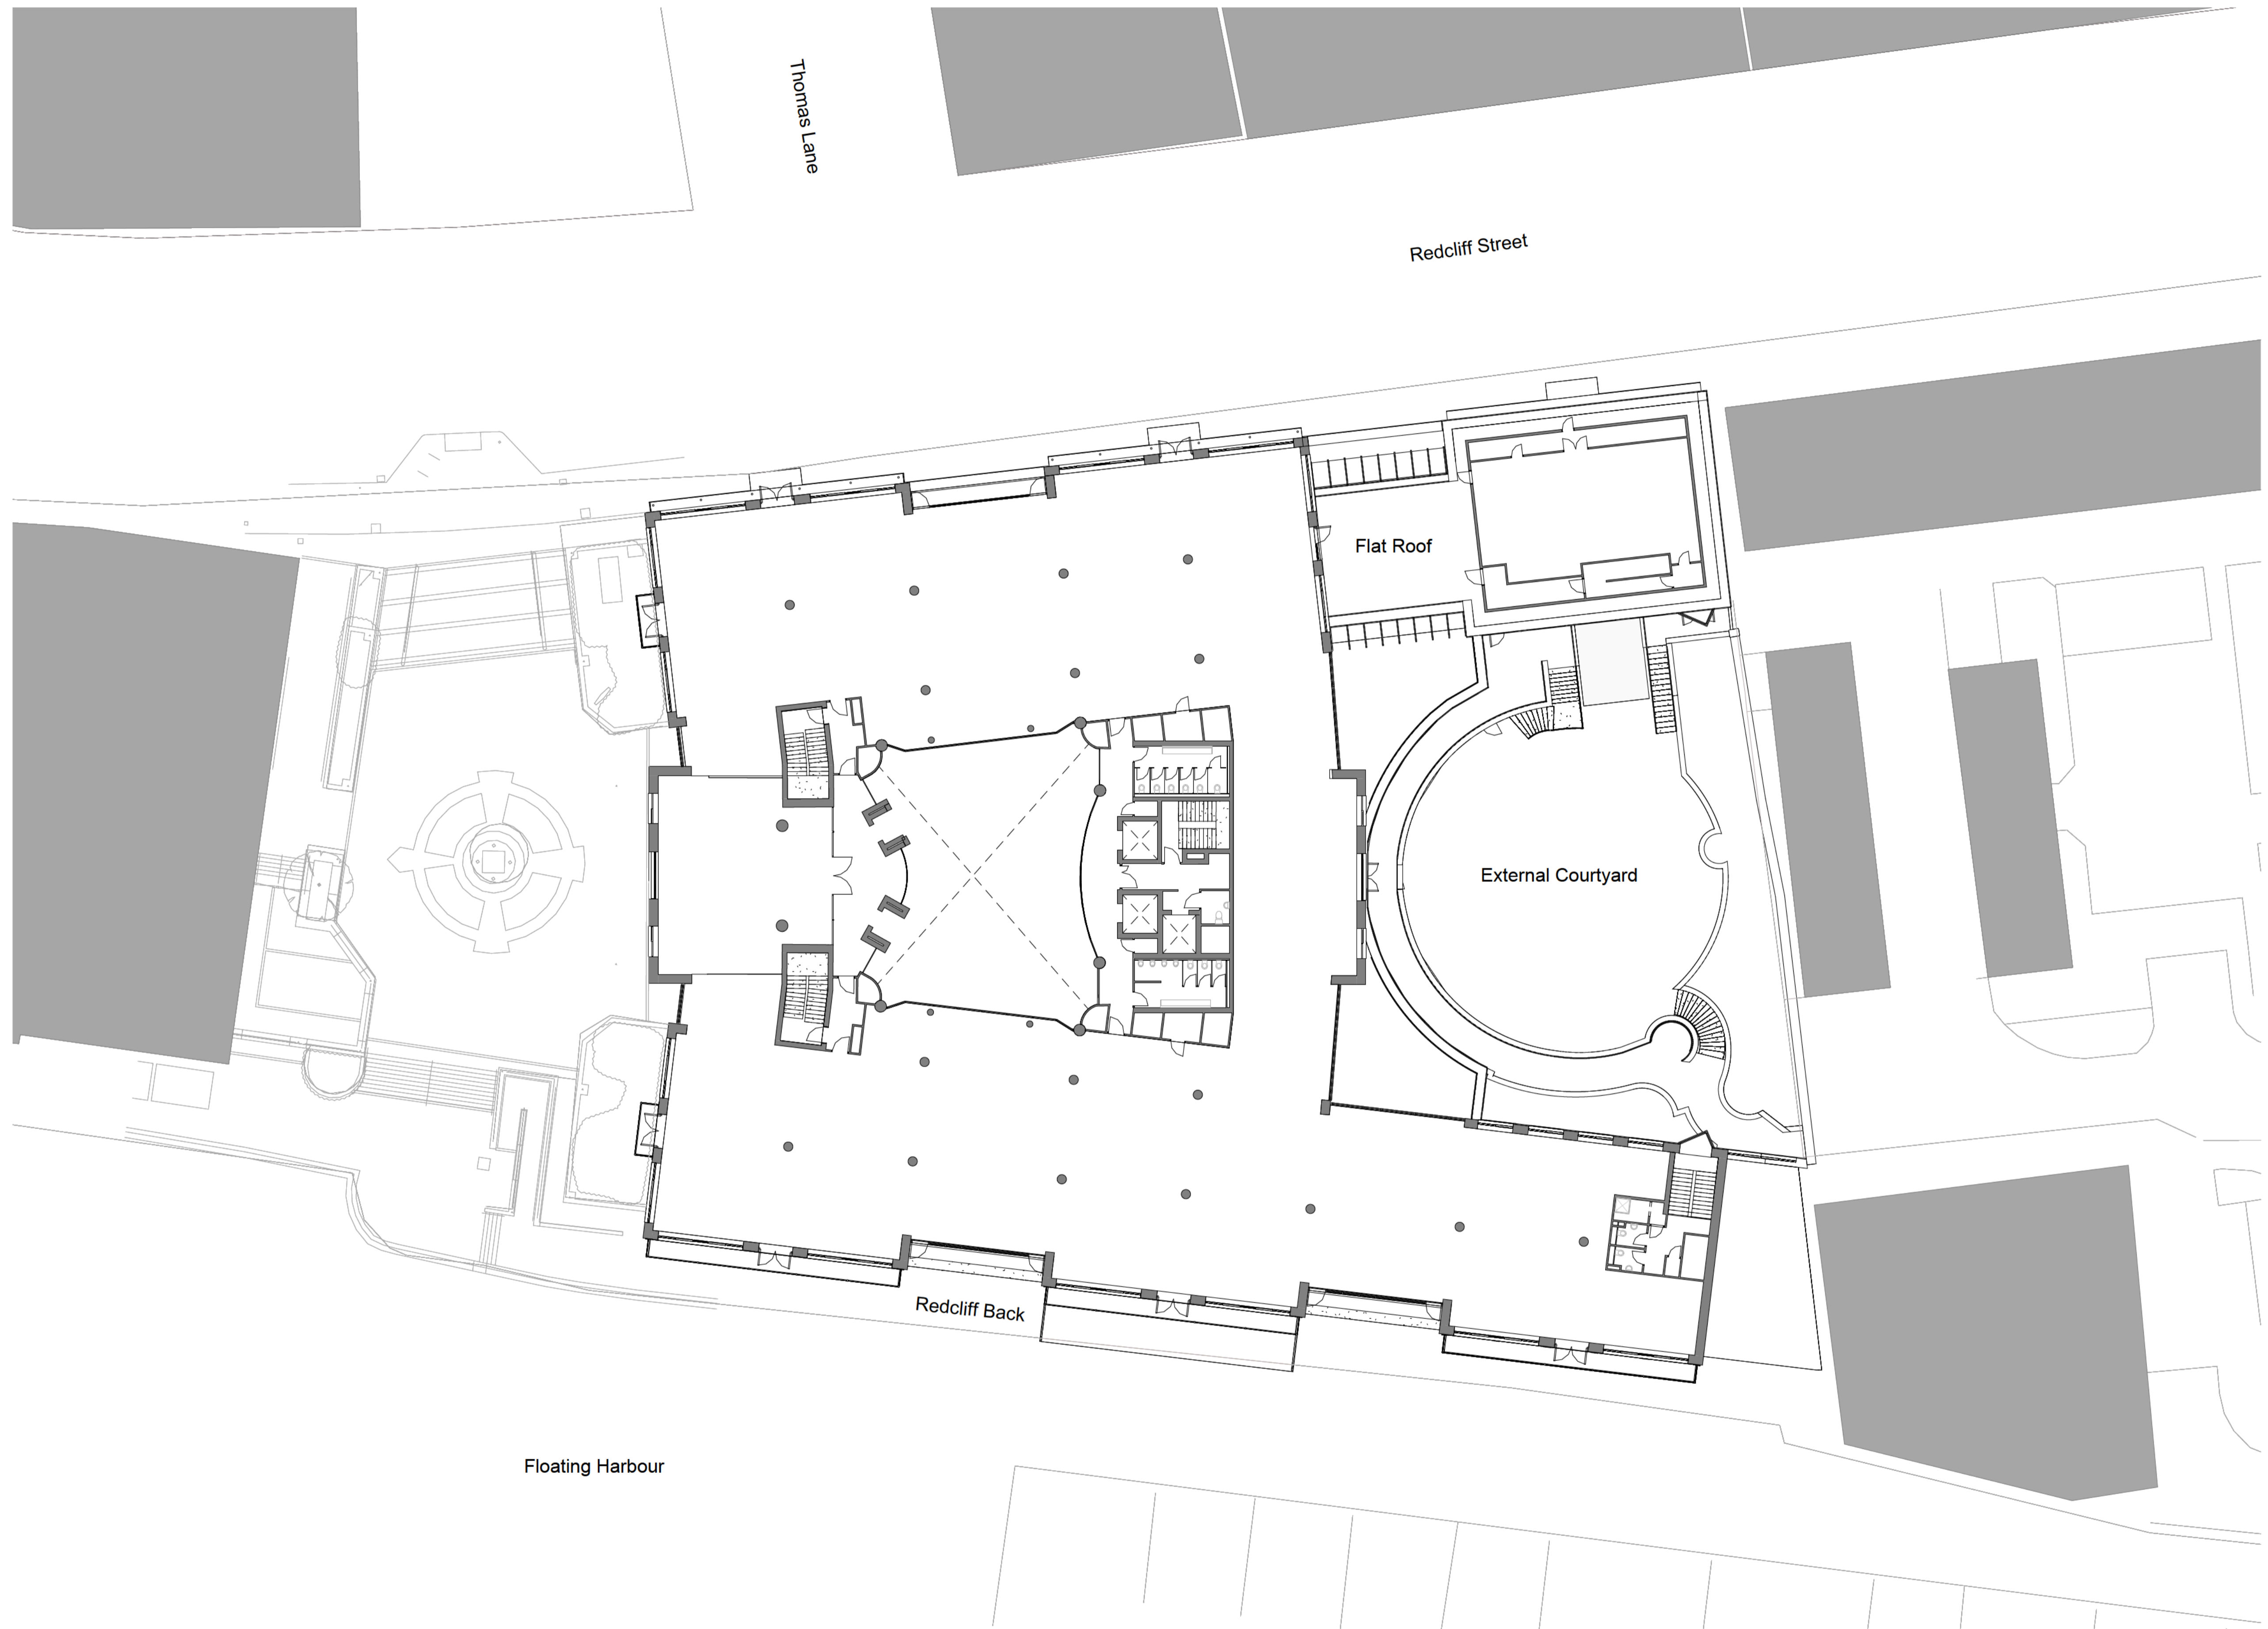 Thomas Lane
Redcliff Street
Flat Roof
External Courtyard
Redcliff Back
Floating Harbour